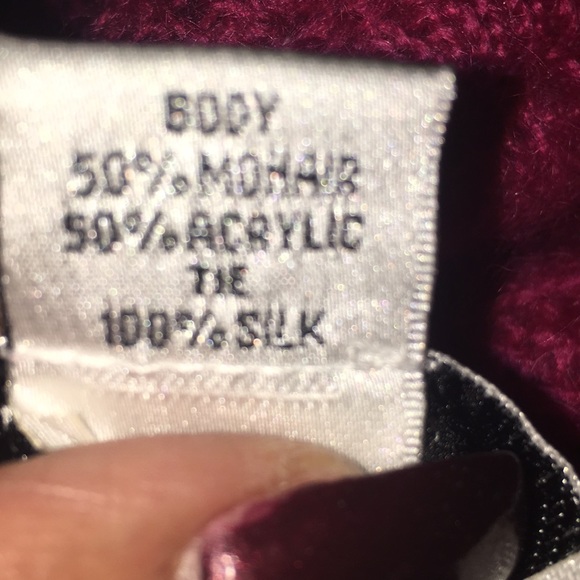 BODY
50% MOHAIR
50% ACRYLIC
TIE
100% SILK